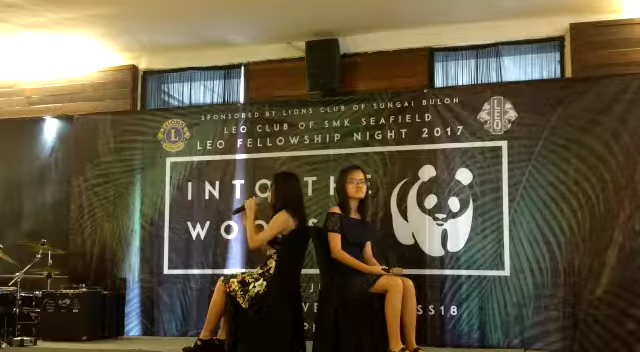 SPONSORED BY LIONS CLUB OF SUNGAI BULOH
LEO CLUB OF SMK SEAFIELD
LEO FELLOWSHIP NIGHT 2017
INTO THE
WOODS
LEO
L